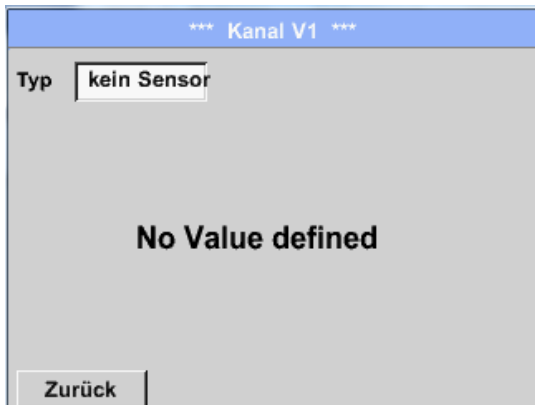 *** Kanal V1 ***
Typ kein Sensor
No Value defined
Zurück